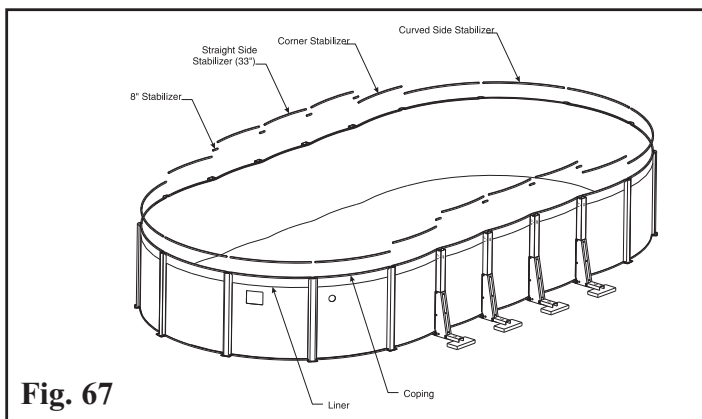 Curved Side Stabilizer
Corner Stabilizer
Straight Side
Stabilizer (33")
8" Stabilizer
Fig. 67
Coping
Liner